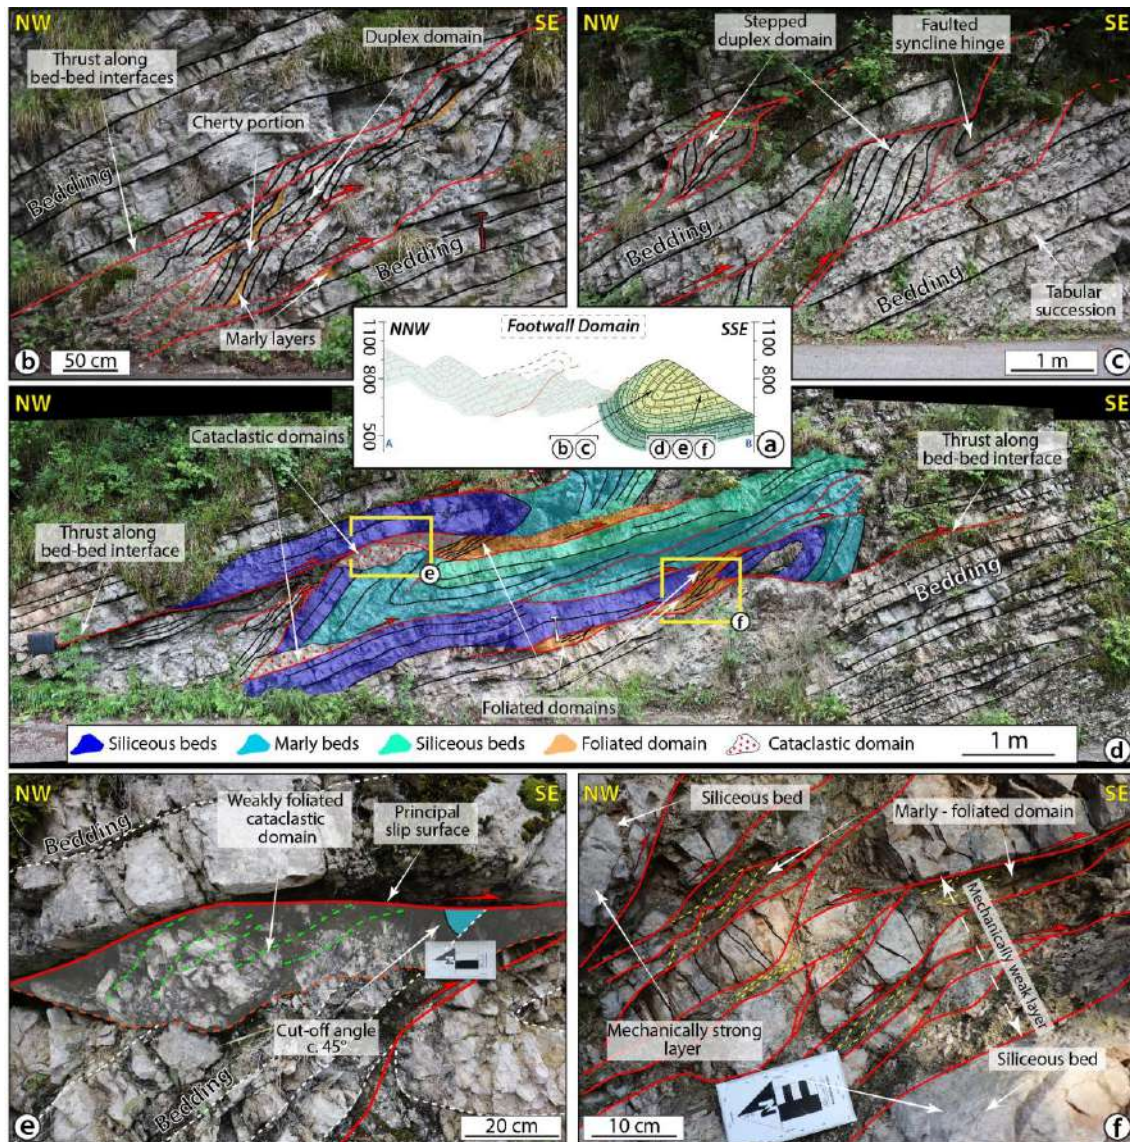 NW
SE
Thrust along
bed-bed interfaces
Duplex domain
Cherty portion
Bedding
Bedding
Marly layers
b
50 cm
NW
SE
Stepped
duplex domain
Faulted
syncline hinge
Bedding
Bedding
Tabular
succession
1 m
c
1100
800
500
NNW
Footwall Domain
SSE
1100
800
500
A
B
b c
d e f
a
NW
SE
Cataclastic domains
Thrust along
bed-bed interface
Thrust along
bed-bed interface
Bedding
e
f
Foliated domains
Siliceous beds
Marly beds
Siliceous beds
Foliated domain
Cataclastic domain
1 m
d
NW
SE
Bedding
Weakly foliated
cataclastic
domain
Principal
slip surface
Cut-off angle
c. 45°
Bedding
e
20 cm
NW
SE
Siliceous bed
Marly - foliated domain
Mechanically weak layer
Mechanically strong
layer
Siliceous bed
10 cm
f